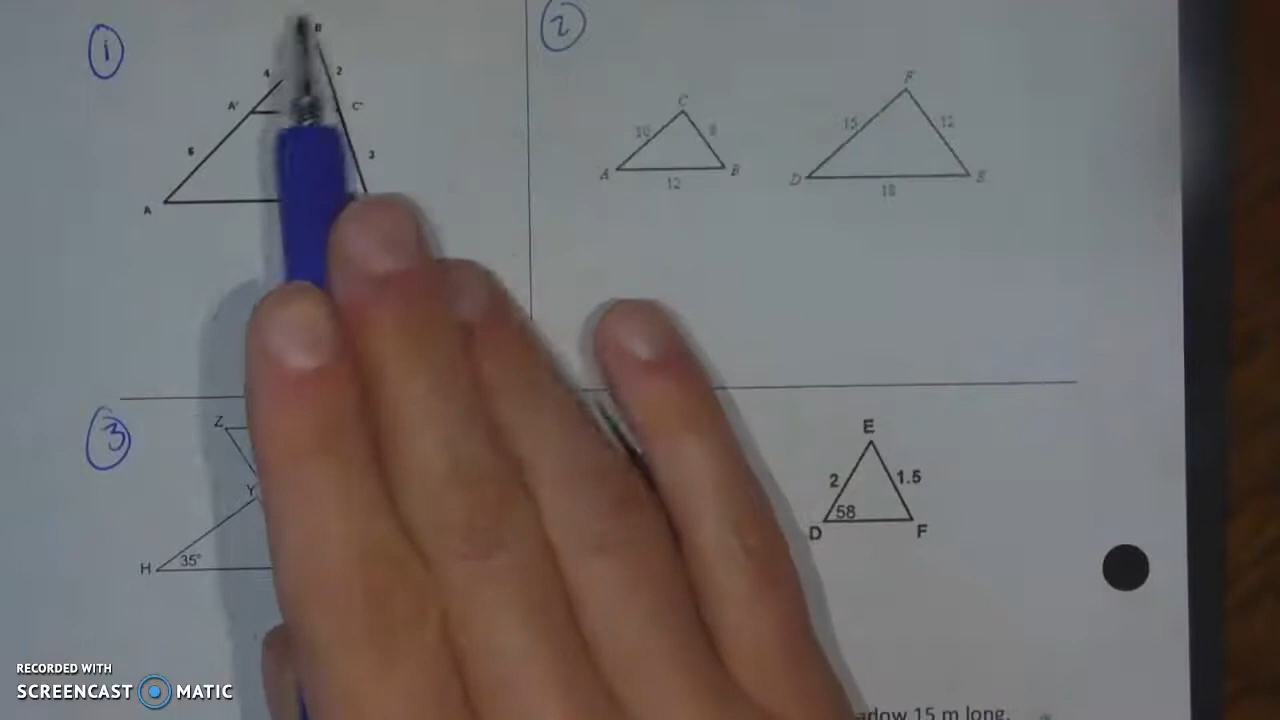 1
B
4
2
A'
C'
6
3
A
2
C
10
8
A
B
12
F
15
12
D
E
18
3
Z
Y
H
35°
E
2
1.5
58
D
F
adow 15 m long.
RECORDED WITH
SCREENCAST MATIC